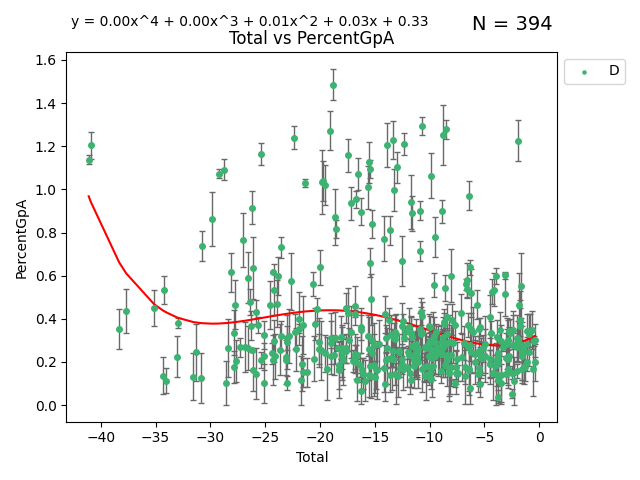 y = 0.00x^4 + 0.00x^3 + 0.01x^2 + 0.03x + 0.33
N = 394
Total vs PercentGpA
D
PercentGpA
1.6
1.4
1.2
1.0
0.8
0.6
0.4
0.2
0.0
−40 −35 −30 −25 −20 −15 −10 −5 0
Total